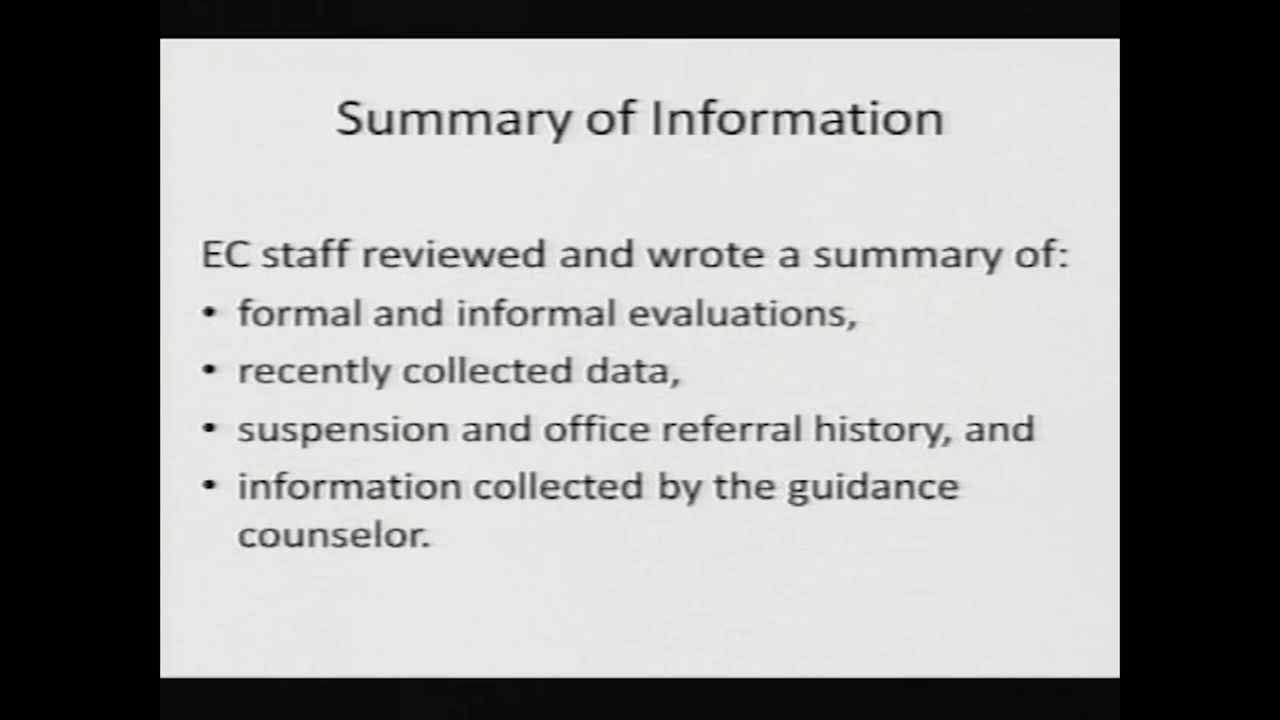 Summary of Information
EC staff reviewed and wrote a summary of:
• formal and informal evaluations,
• recently collected data,
• suspension and office referral history, and
• information collected by the guidance
counselor.